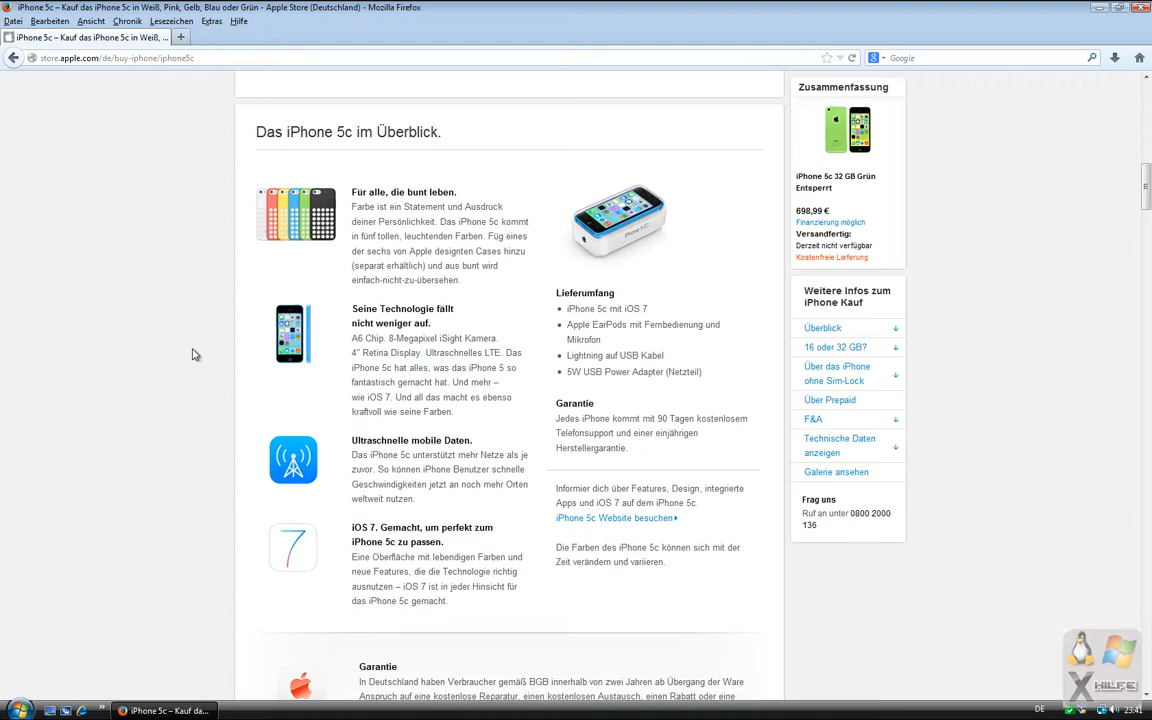 iPhone 5c – Kauf das iPhone 5c in Weiß, Pink, Gelb, Blau oder Grün - Apple Store (Deutschland) - Mozilla Firefox
Datei Bearbeiten Ansicht Chronik Lesezeichen Extras Hilfe
iPhone 5c – Kauf das iPhone 5c in Weiß, ...
store.apple.com/de/buy-iphone/iphone5c
Google
Das iPhone 5c im Überblick.
Für alle, die bunt leben.
Farbe ist ein Statement und Ausdruck
deiner Persönlichkeit. Das iPhone 5c kommt
in fünf tollen, leuchtenden Farben. Füg eines
der sechs von Apple designten Cases hinzu
(separat erhältlich) und aus bunt wird
einfach-nicht-zu-übersehen.
Seine Technologie fällt
nicht weniger auf.
A6 Chip. 8-Megapixel iSight Kamera.
4" Retina Display. Ultraschnelles LTE. Das
iPhone 5c hat alles, was das iPhone 5 so
fantastisch gemacht hat. Und mehr –
wie iOS 7. Und all das macht es ebenso
kraftvoll wie seine Farben.
Ultraschnelle mobile Daten.
Das iPhone 5c unterstützt mehr Netze als je
zuvor. So können iPhone Benutzer schnelle
Geschwindigkeiten jetzt an noch mehr Orten
weltweit nutzen.
7
iOS 7. Gemacht, um perfekt zum
iPhone 5c zu passen.
Eine Oberfläche mit lebendigen Farben und
neue Features, die die Technologie richtig
ausnutzen – iOS 7 ist in jeder Hinsicht für
das iPhone 5c gemacht.
Lieferumfang
iPhone 5c mit iOS 7
Apple EarPods mit Fernbedienung und
Mikrofon
Lightning auf USB Kabel
5W USB Power Adapter (Netzteil)
Garantie
Jedes iPhone kommt mit 90 Tagen kostenlosem
Telefonsupport und einer einjährigen
Herstellergarantie.
Informier dich über Features, Design, integrierte
Apps und iOS 7 auf dem iPhone 5c.
iPhone 5c Website besuchen
Die Farben des iPhone 5c können sich mit der
Zeit verändern und variieren.
Garantie
In Deutschland haben Verbraucher gemäß BGB innerhalb von zwei Jahren ab Übergang der Ware
Anspruch auf eine kostenlose Reparatur, einen kostenlosen Austausch, einen Rabatt oder eine
Zusammenfassung
iPhone 5c 32 GB Grün
Entsperrt
698,99 €
Finanzierung möglich
Versandfertig:
Derzeit nicht verfügbar
Kostenfreie Lieferung
Weitere Infos zum
iPhone Kauf
Überblick
16 oder 32 GB?
Über das iPhone
ohne Sim-Lock
Über Prepaid
F&A
Technische Daten
anzeigen
Galerie ansehen
Frag uns
Ruf an unter 0800 2000
136
X HILFE
iPhone 5c – Kauf da...
DE
23:41